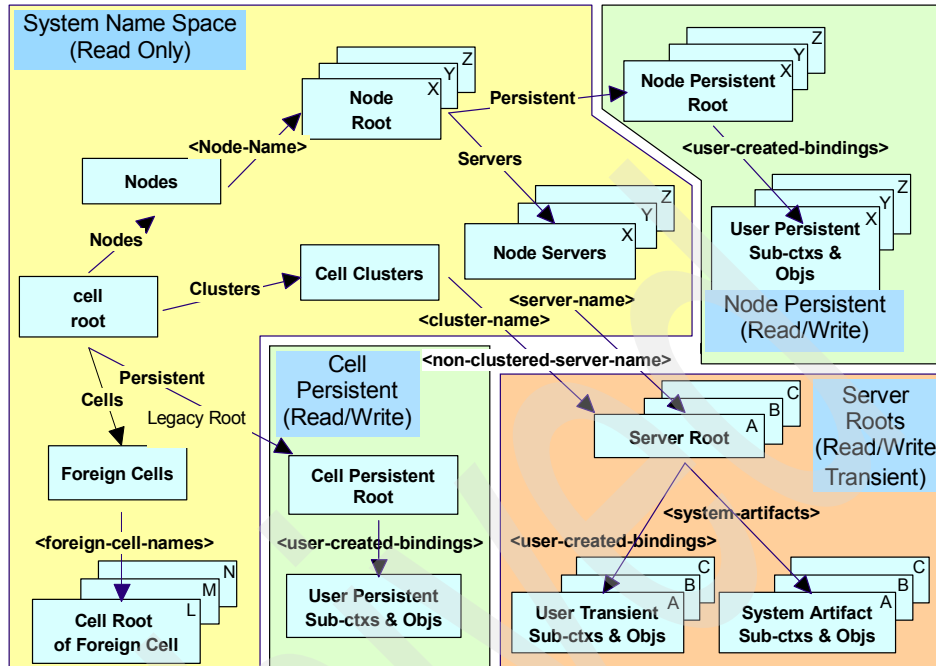 System Name Space
(Read Only)
Z
Y
X
Node
Root
Persistent
Z
Y
X
Node Persistent
Root
<Node-Name>
Servers
<user-created-bindings>
Nodes
Z
Y
X
Node Servers
Z
Y
X
User Persistent
Sub-ctxs &
Objs
Nodes
Cell Clusters
Clusters
cell
root
<server-name>
<cluster-name>
Node Persistent
(Read/Write)
<non-clustered-server-name>
Persistent
Cells
Legacy Root
Cell
Persistent
(Read/Write)
C
B
A
Server Root
Server
Roots
(Read/Write
Transient)
Foreign Cells
Cell Persistent
Root
<system-artifacts>
<foreign-cell-names>
<user-created-bindings>
<user-created-bindings>
N
M
L
Cell Root
of Foreign Cell
User Persistent
Sub-ctxs & Objs
C
B
A
User Transient
Sub-ctxs & Objs
C
B
A
System Artifact
Sub-ctxs & Objs